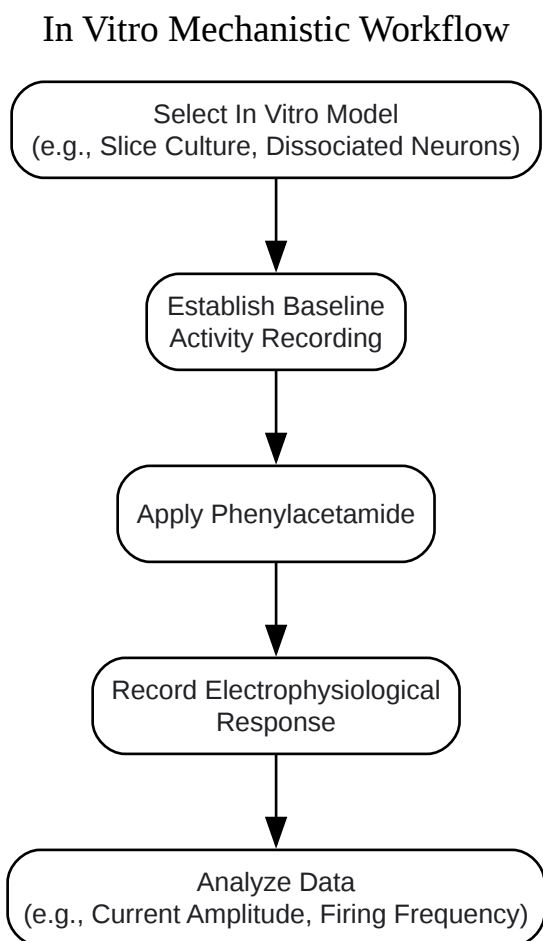 In Vitro Mechanistic Workflow
Select In Vitro Model
(e.g., Slice Culture, Dissociated Neurons)
Establish Baseline
Activity Recording
Apply Phenylacetamide
Record Electrophysiological
Response
Analyze Data
(e.g., Current Amplitude, Firing Frequency)